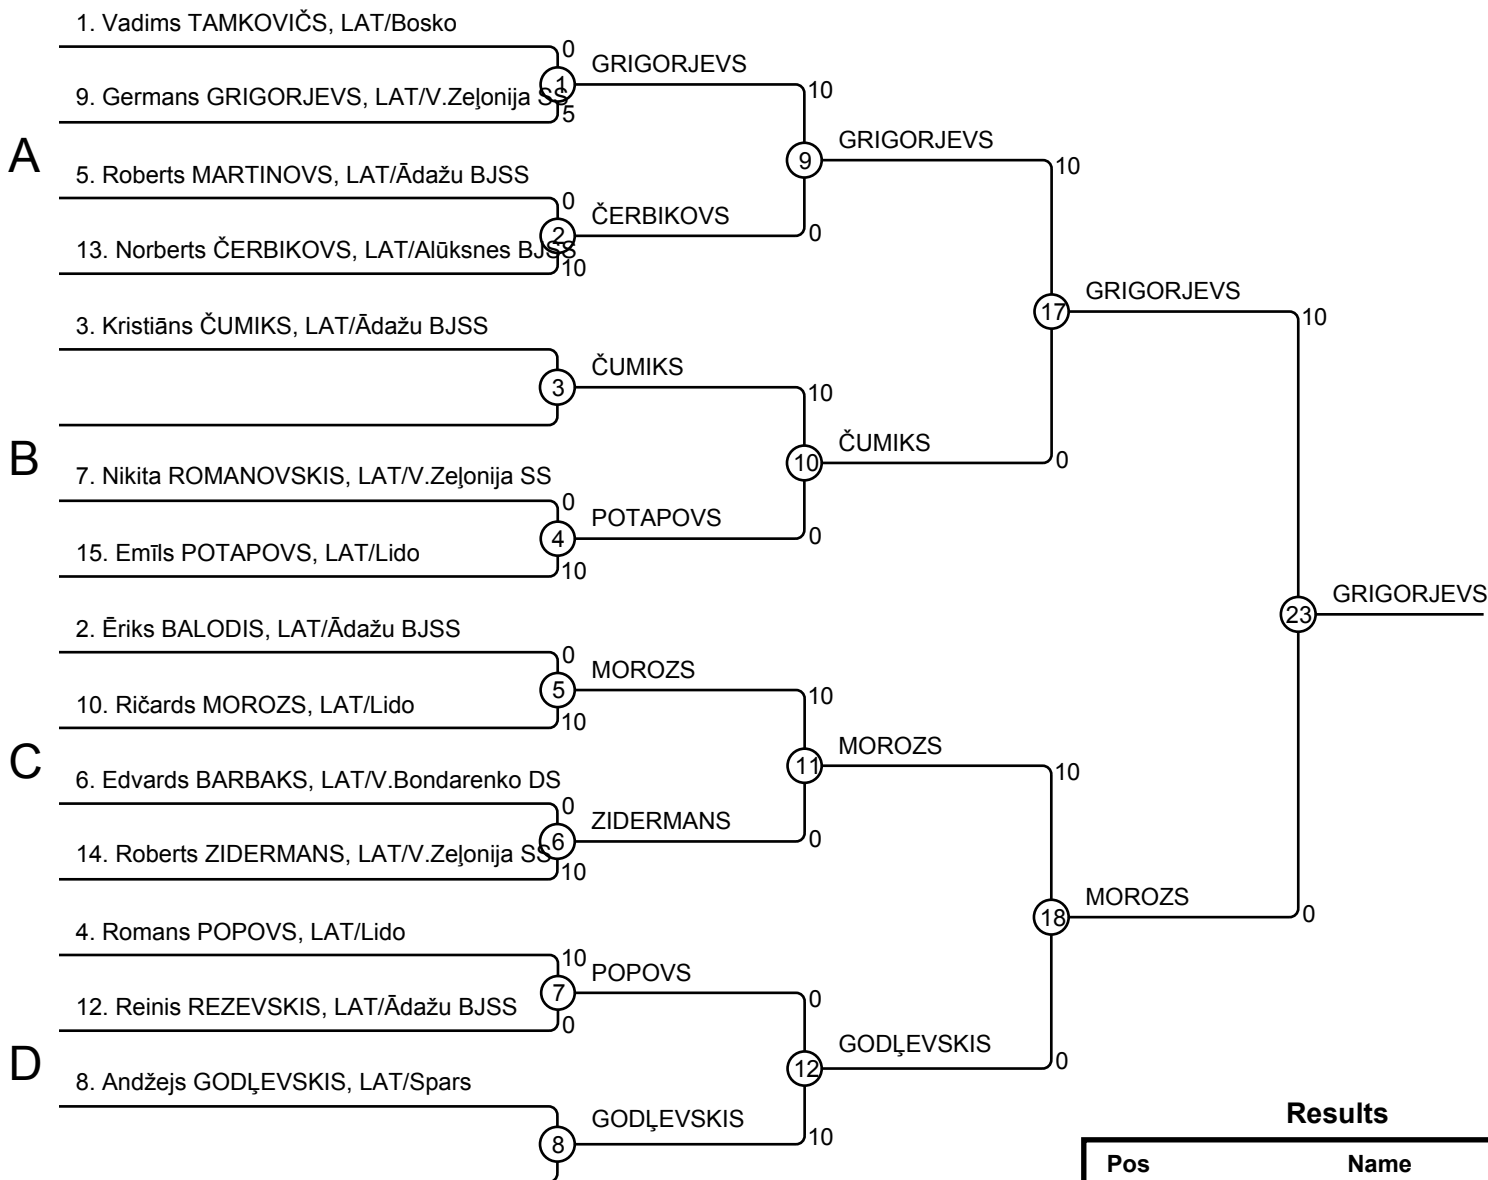 1. Vadims TAMKOVIČS, LAT/Bosko
0
GRIGORJEVS
1
10
9. Germans GRIGORJEVS, LAT/V.Zeļonija SS
5
GRIGORJEVS
A
9
10
5. Roberts MARTINOVS, LAT/Ādažu BJSS
0
ČERBIKOVS
2
0
13. Norberts ČERBIKOVS, LAT/Alūksnes BJSS
10
GRIGORJEVS
17
10
3. Kristiāns ČUMIKS, LAT/Ādažu BJSS
ČUMIKS
3
10
ČUMIKS
B
10
0
7. Nikita ROMANOVSKIS, LAT/V.Zeļonija SS
0
POTAPOVS
4
0
15. Emīls POTAPOVS, LAT/Lido
10
GRIGORJEVS
23
2. Ēriks BALODIS, LAT/Ādažu BJSS
0
MOROZS
5
10
10. Ričards MOROZS, LAT/Lido
10
MOROZS
C
11
10
6. Edvards BARBAKS, LAT/V.Bondarenko DS
0
ZIDERMANS
6
0
14. Roberts ZIDERMANS, LAT/V.Zeļonija SS
10
MOROZS
18
0
4. Romans POPOVS, LAT/Lido
10
POPOVS
7
0
12. Reinis REZEVSKIS, LAT/Ādažu BJSS
0
GODĻEVSKIS
D
12
0
8. Andžejs GODĻEVSKIS, LAT/Spars
GODĻEVSKIS
8
10
Results
Pos Name